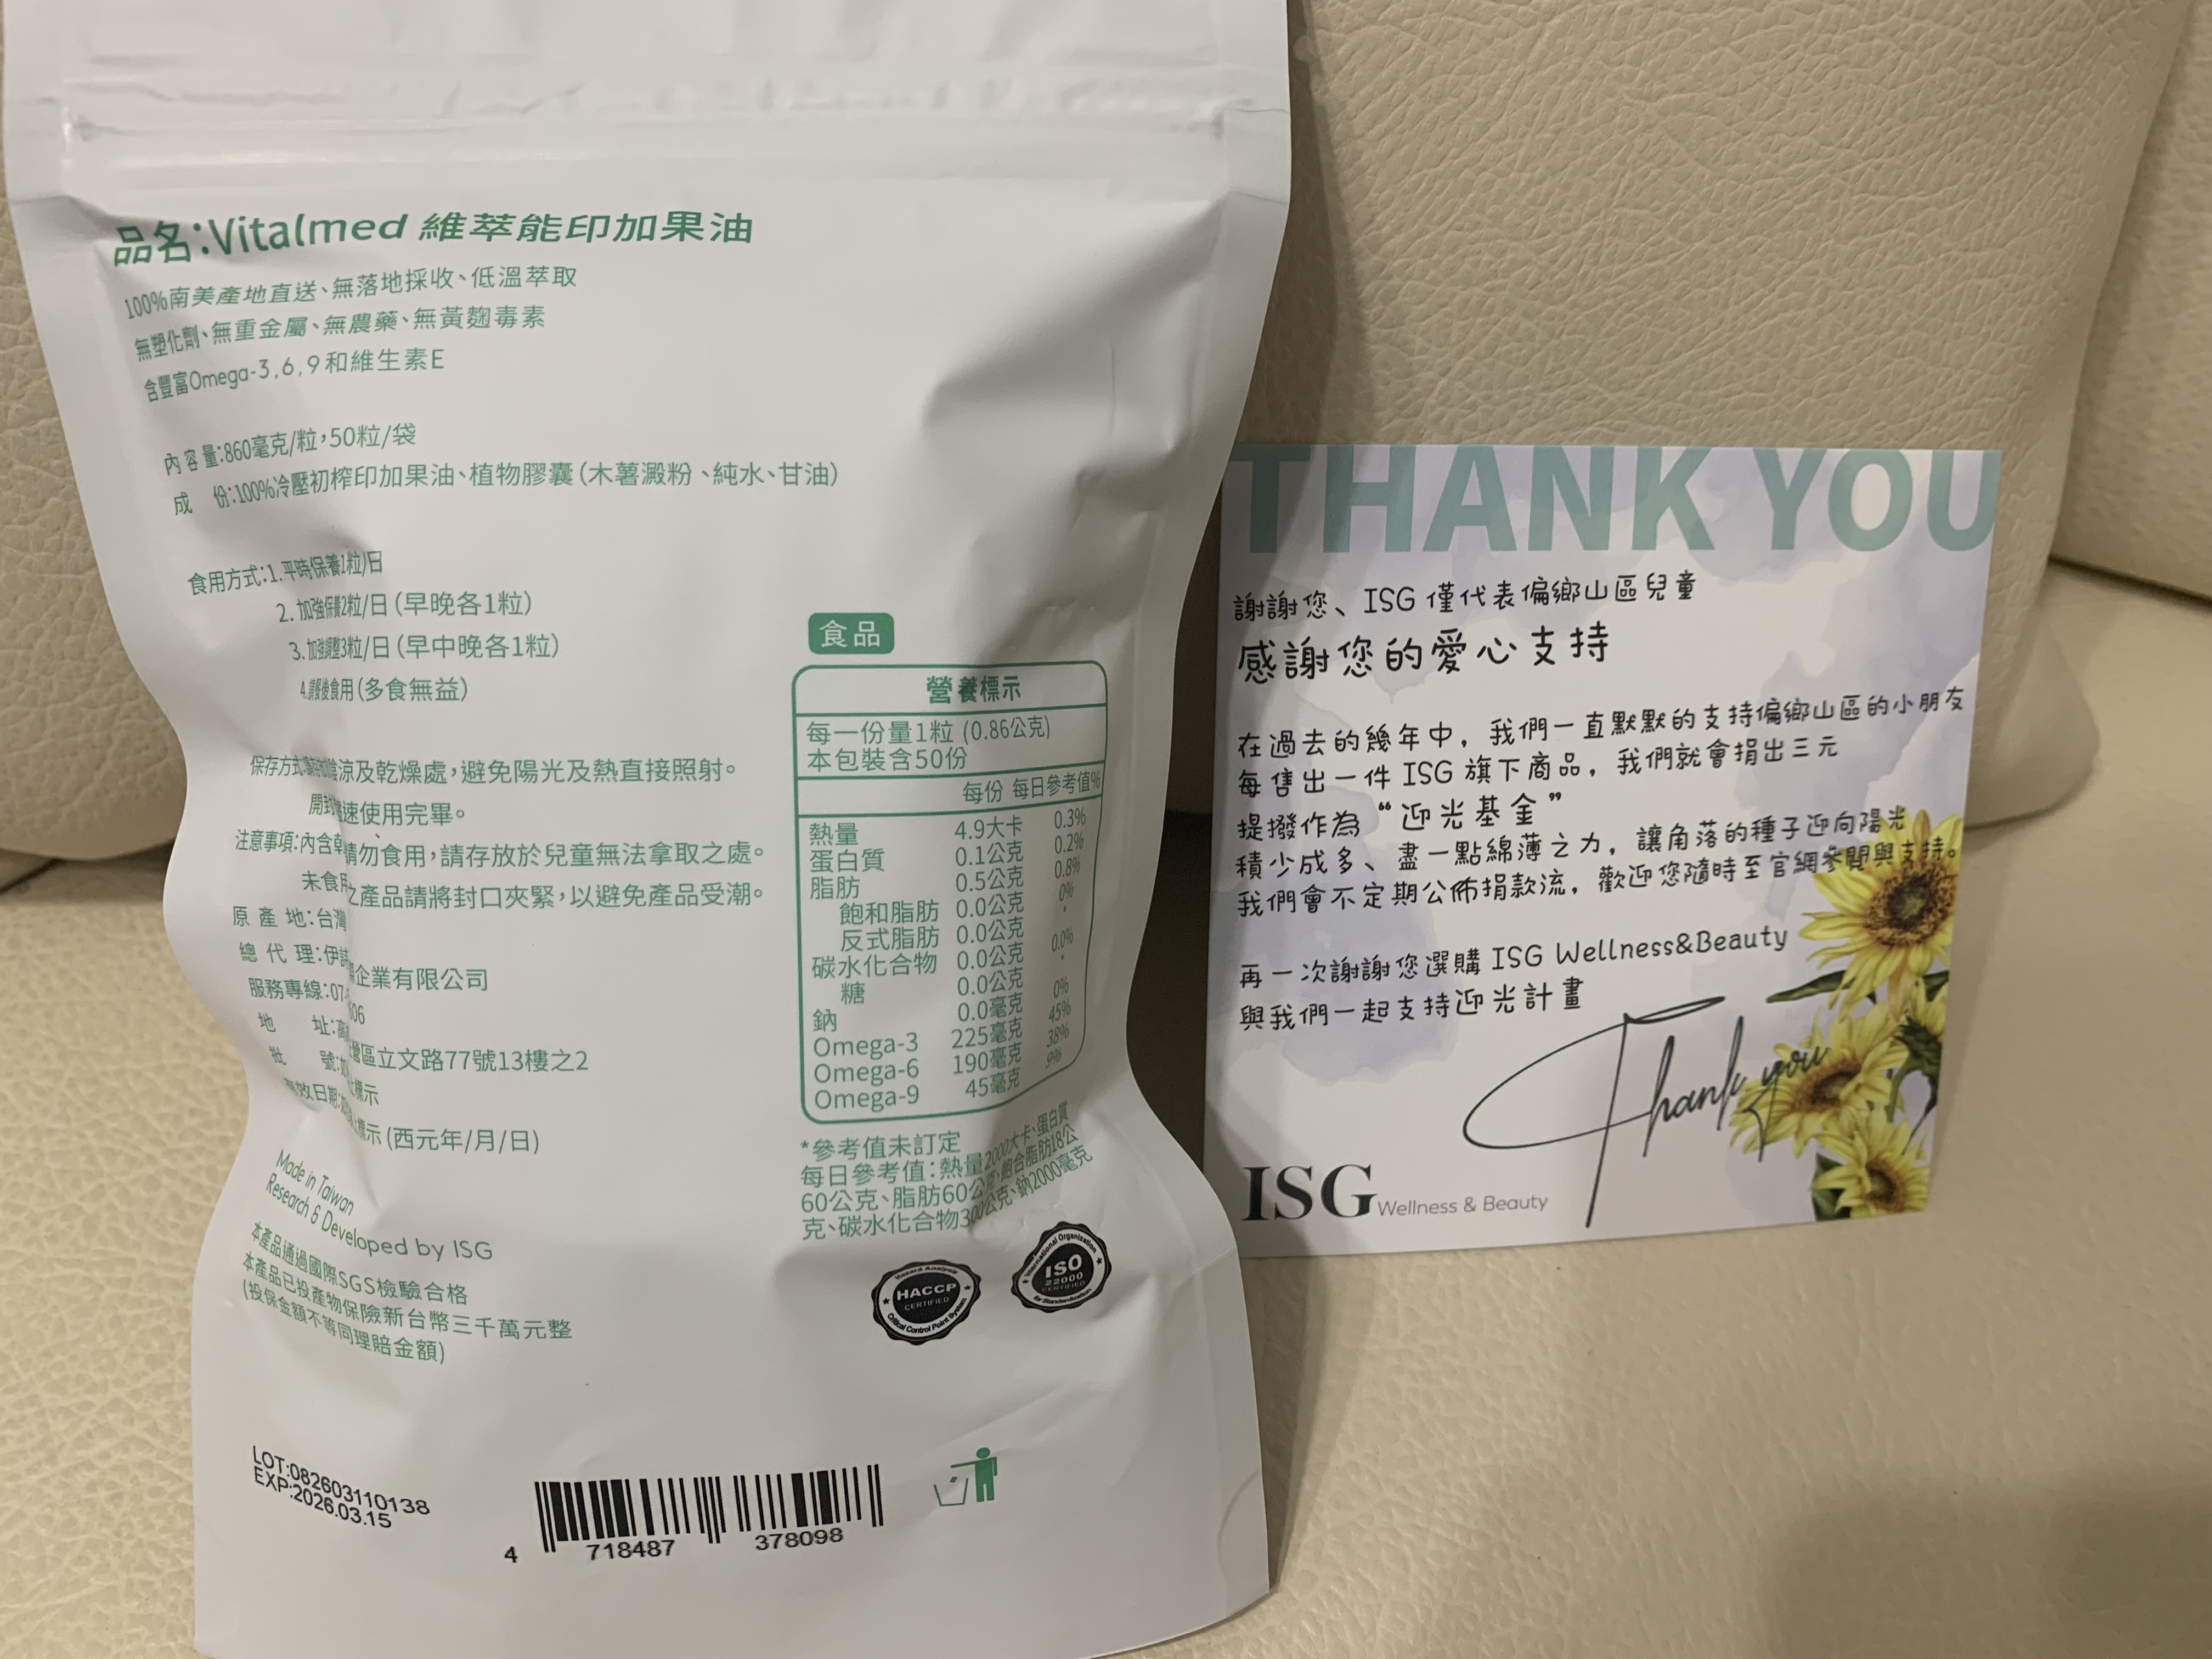 品名:Vitalmed 維萃能印加果油
100%南美產地直送、無落地採收、低溫萃取
無塑化劑、無重金屬、無農藥、無黃麴毒素
含豐富Omega-3,6,9和維生素E
內容量:860毫克/粒,50粒/袋
成 份:100%冷壓初榨印加果油、植物膠囊(木薯澱粉、純水、甘油)
食用方式:1.平時保養1粒/日
2. 加強保養2粒/日(早晚各1粒)
3.加強調整3粒/日(早中晚各1粒)
4.請餐後食用(多食無益)
保存方式: 涼及乾燥處,避免陽光及熱直接照射。
開封 速使用完畢。
注意事項:內含 請勿食用,請存放於兒童無法拿取之處。
未食用之產品請將封口夾緊,以避免產品受潮。
原 產 地:台灣
總 代 理:伊 企業有限公司
服務專線:07- 606
地 址:高 區立文路77號13樓之2
批 號: 標示
有效日期: 標示(西元年/月/日)
Made in Taiwan
Research & Developed by ISG
本產品通過國際SGS檢驗合格
本產品已投產物保險新台幣三千萬元整
(投保金額不等同理賠金額)
食品
營養標示
每一份量1粒 (0.86公克)
本包裝含50份
每份 每日參考值%
熱量 4.9大卡 0.3%
蛋白質 0.1公克 0.2%
脂肪 0.5公克 0.8%
飽和脂肪 0.0公克 0%
反式脂肪 0.0公克 *
碳水化合物 0.0公克 0.0%
糖 0.0公克 *
鈉 0.0毫克 0%
Omega-3 225毫克 45%
Omega-6 190毫克 38%
Omega-9 45毫克 9%
*參考值未訂定
每日參考值:熱量2000大卡、蛋白質
60公克、脂肪60公克、飽合脂肪18公
克、碳水化合物300公克、鈉2000毫克
Hazard Analysis
HACCP
CERTIFIED
Critical Control Point System
International Organization
ISO
22000
CERTIFIED
for Standardization
LOT:082603110138
EXP:2026.03.15
4 718487 378098
THANK YOU
謝謝您、ISG 僅代表偏鄉山區兒童
感謝您的愛心支持
在過去的幾年中,我們一直默默的支持偏鄉山區的小朋友
每售出一件 ISG 旗下商品,我們就會捐出三元
提撥作為“迎光基金”
積少成多、盡一點綿薄之力,讓角落的種子迎向陽光
我們會不定期公佈捐款流,歡迎您隨時至官網參閱與支持。
再一次謝謝您選購 ISG Wellness&Beauty
與我們一起支持迎光計畫
Thank you
ISG Wellness & Beauty